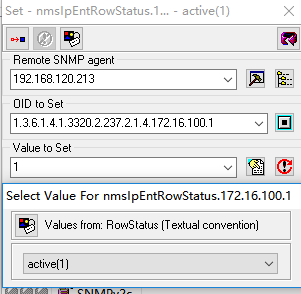 Set - nmsIpEntRowStatus.1... - active(1)
Remote SNMP agent
192.168.120.213
OID to Set
1.3.6.1.4.1.3320.2.237.2.1.4.172.16.100.1
Value to Set
1
Select Value For nmsIpEntRowStatus.172.16.100.1
Values from: RowStatus (Textual convention)
active(1)
SNMPv2c